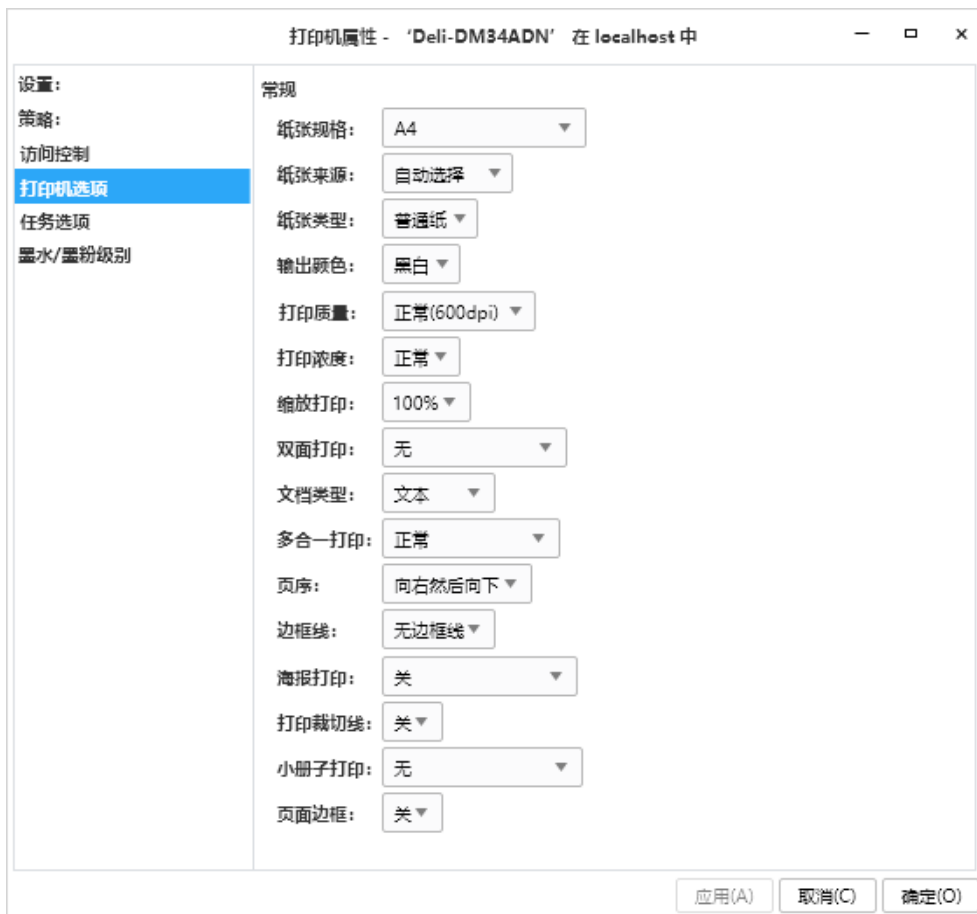 打印机属性 - ‘Deli-DM34ADN’ 在 localhost 中
设置:
策略:
访问控制
打印机选项
任务选项
墨水/墨粉级别
常规
纸张规格: A4
纸张来源: 自动选择
纸张类型: 普通纸
输出颜色: 黑白
打印质量: 正常(600dpi)
打印浓度: 正常
缩放打印: 100%
双面打印: 无
文档类型: 文本
多合一打印: 正常
页序: 向右然后向下
边框线: 无边框线
海报打印: 关
打印裁切线: 关
小册子打印: 无
页面边框: 关
应用(A) 取消(C) 确定(O)